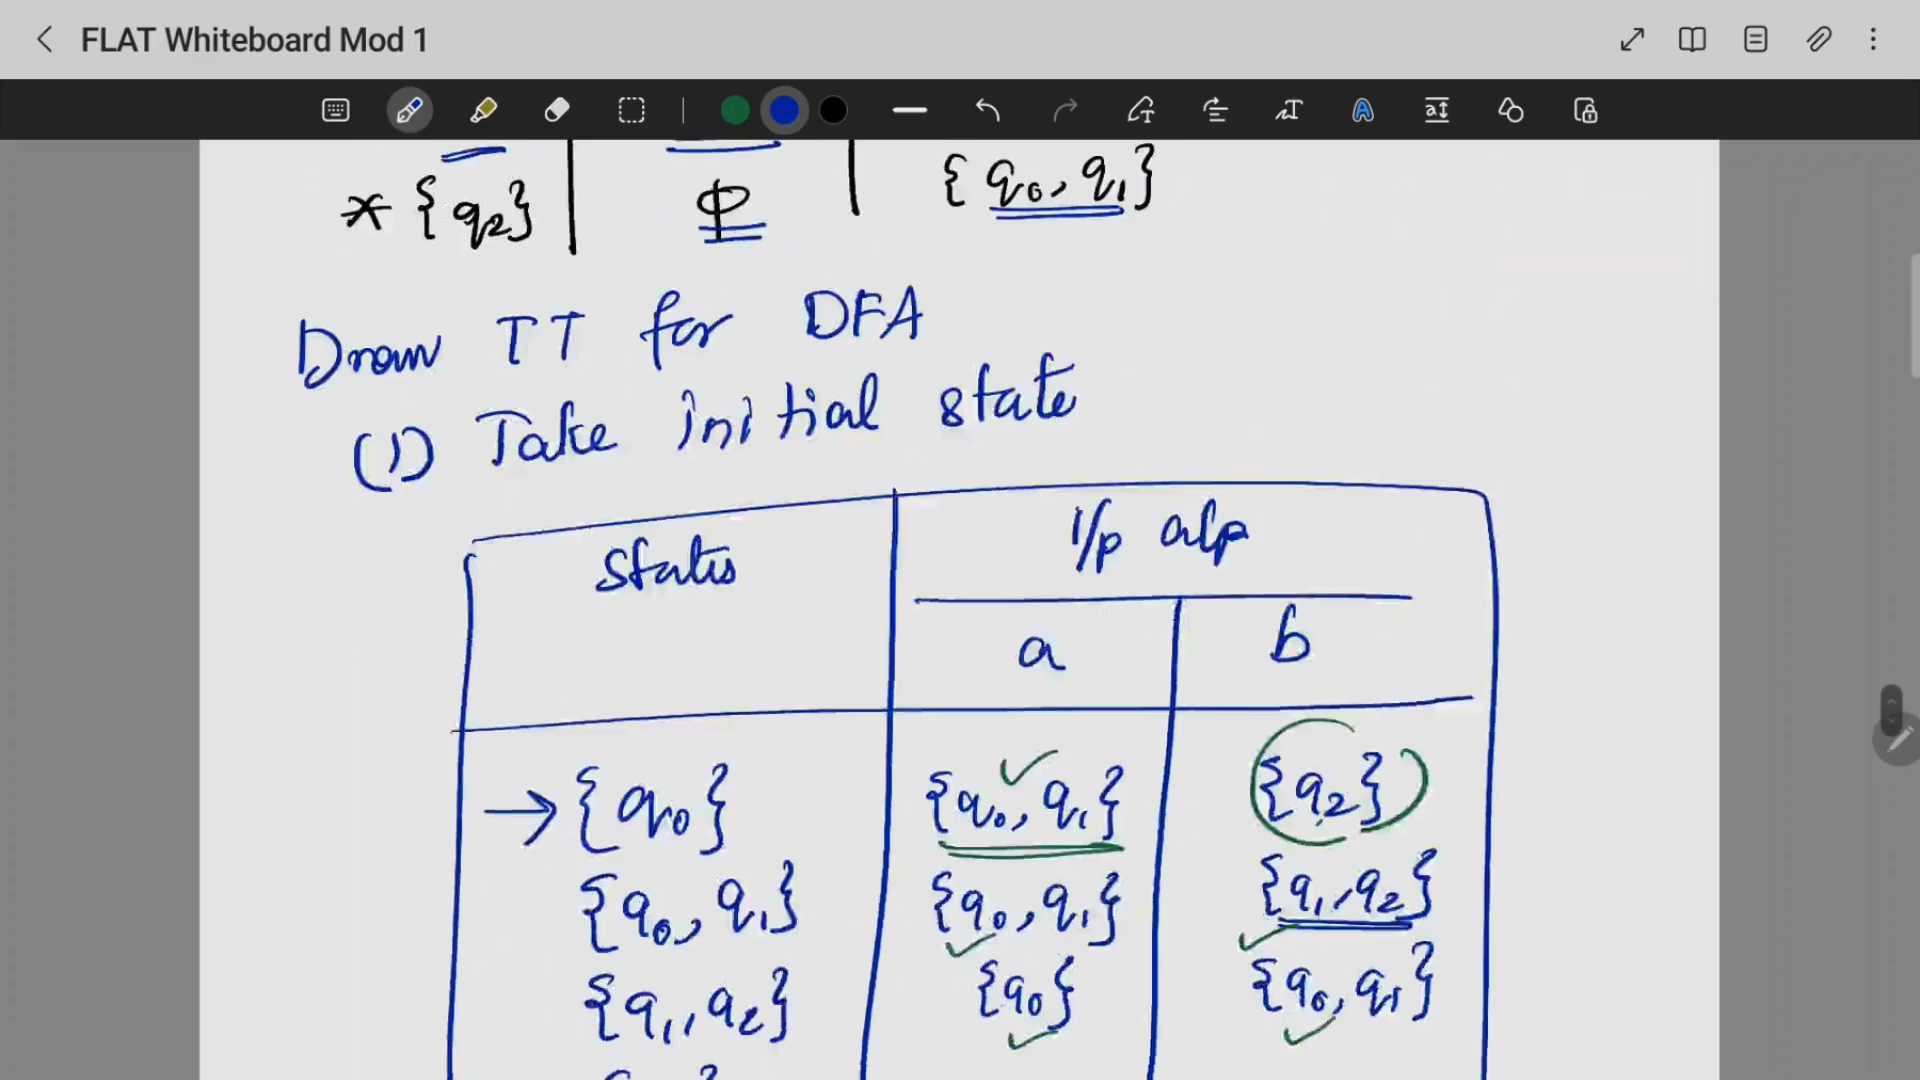 FLAT Whiteboard Mod 1
* {q2} | Φ | {q0, q1}
Draw TT for DFA
(1) Take initial state
States | I/p alp
a | b
→ {q0} | {q0, q1} | {q2}
{q0, q1} | {q0, q1} | {q1, q2}
{q1, q2} | {q0} | {q0, q1}